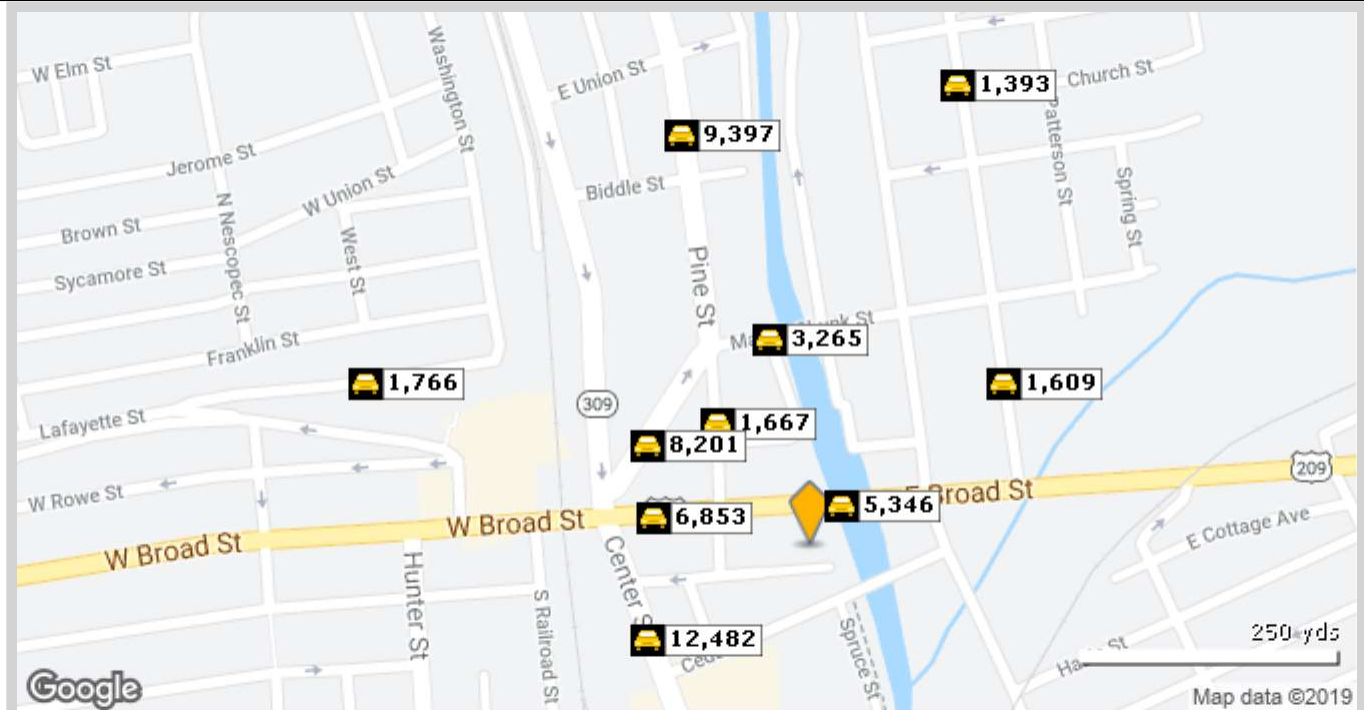 W Elm St
Washington St
E Union St
1,393
Church St
Patterson St
9,397
Jerome St
W Union St
Biddle St
Spring St
N Nescopec St
Brown St
West St
Sycamore St
Pine St
Franklin St
3,265
1,766
1,609
309
Lafayette St
1,667
8,201
209
W Rowe St
E Broad St
5,346
6,853
W Broad St
W Broad St
E Cottage Ave
Hunter St
Center S
S Railroad St
12,482
Spruce St
250 yds
Google
Map data ©2019